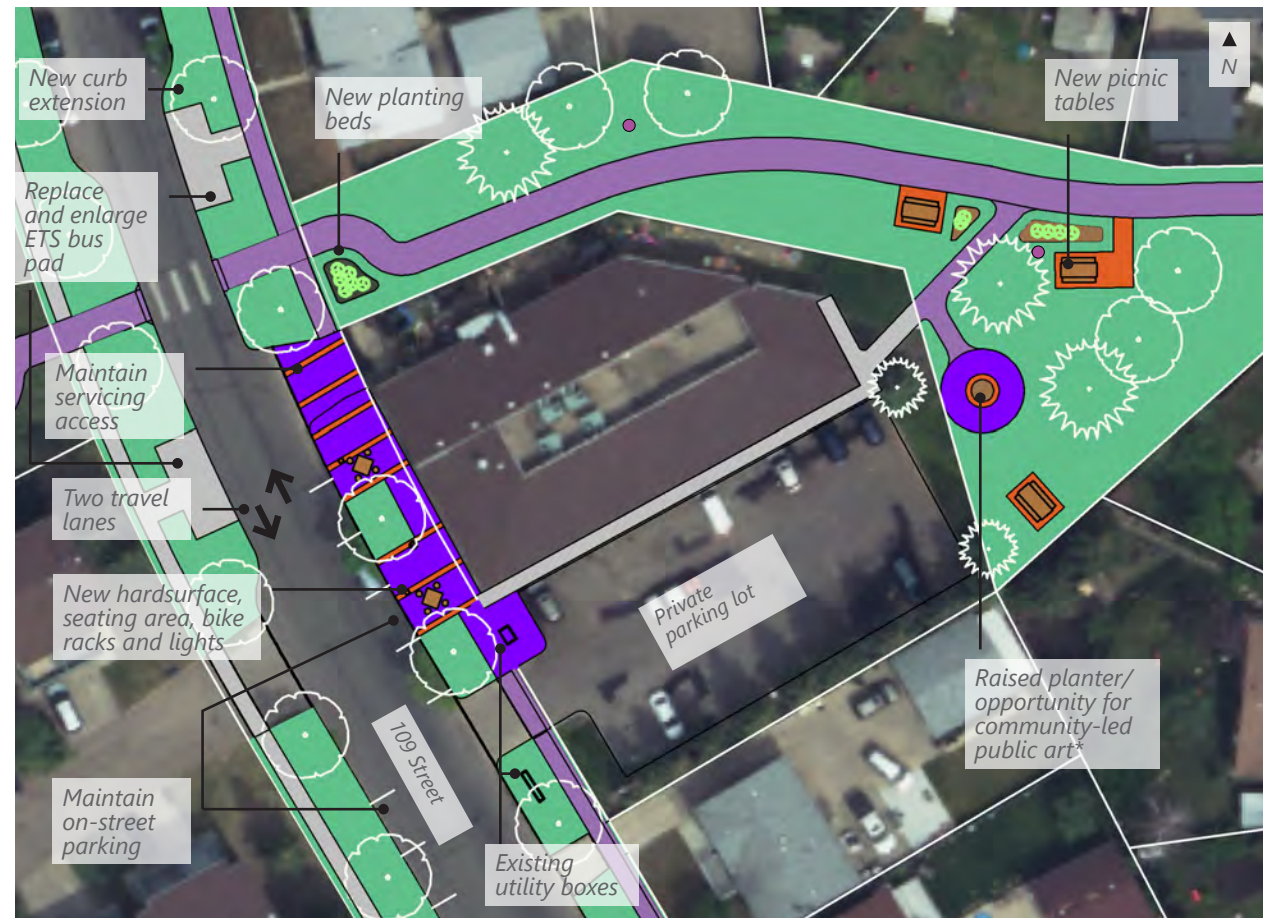 New curb
extension
New planting
beds
New picnic
tables
▲
N
Replace
and enlarge
ETS bus
pad
Maintain
servicing
access
Two travel
lanes
New hardsurface,
seating area, bike
racks and lights
Private
parking lot
Raised planter/
opportunity for
community-led
public art*
109 Street
Maintain
on-street
parking
Existing
utility boxes